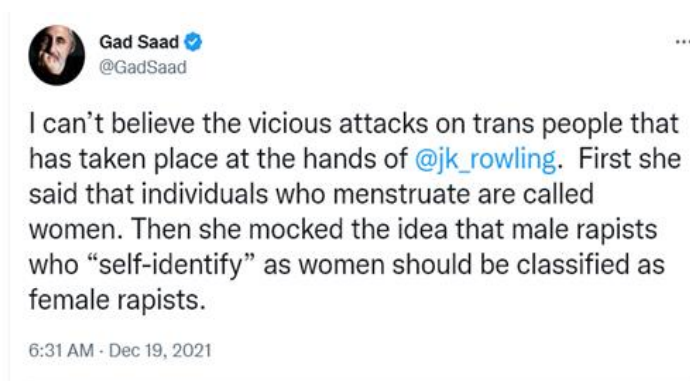 Gad Saad
@GadSaad
I can't believe the vicious attacks on trans people that
has taken place at the hands of @jk_rowling.  First she
said that individuals who menstruate are called
women. Then she mocked the idea that male rapists
who “self-identify” as women should be classified as
female rapists.
6:31 AM · Dec 19, 2021